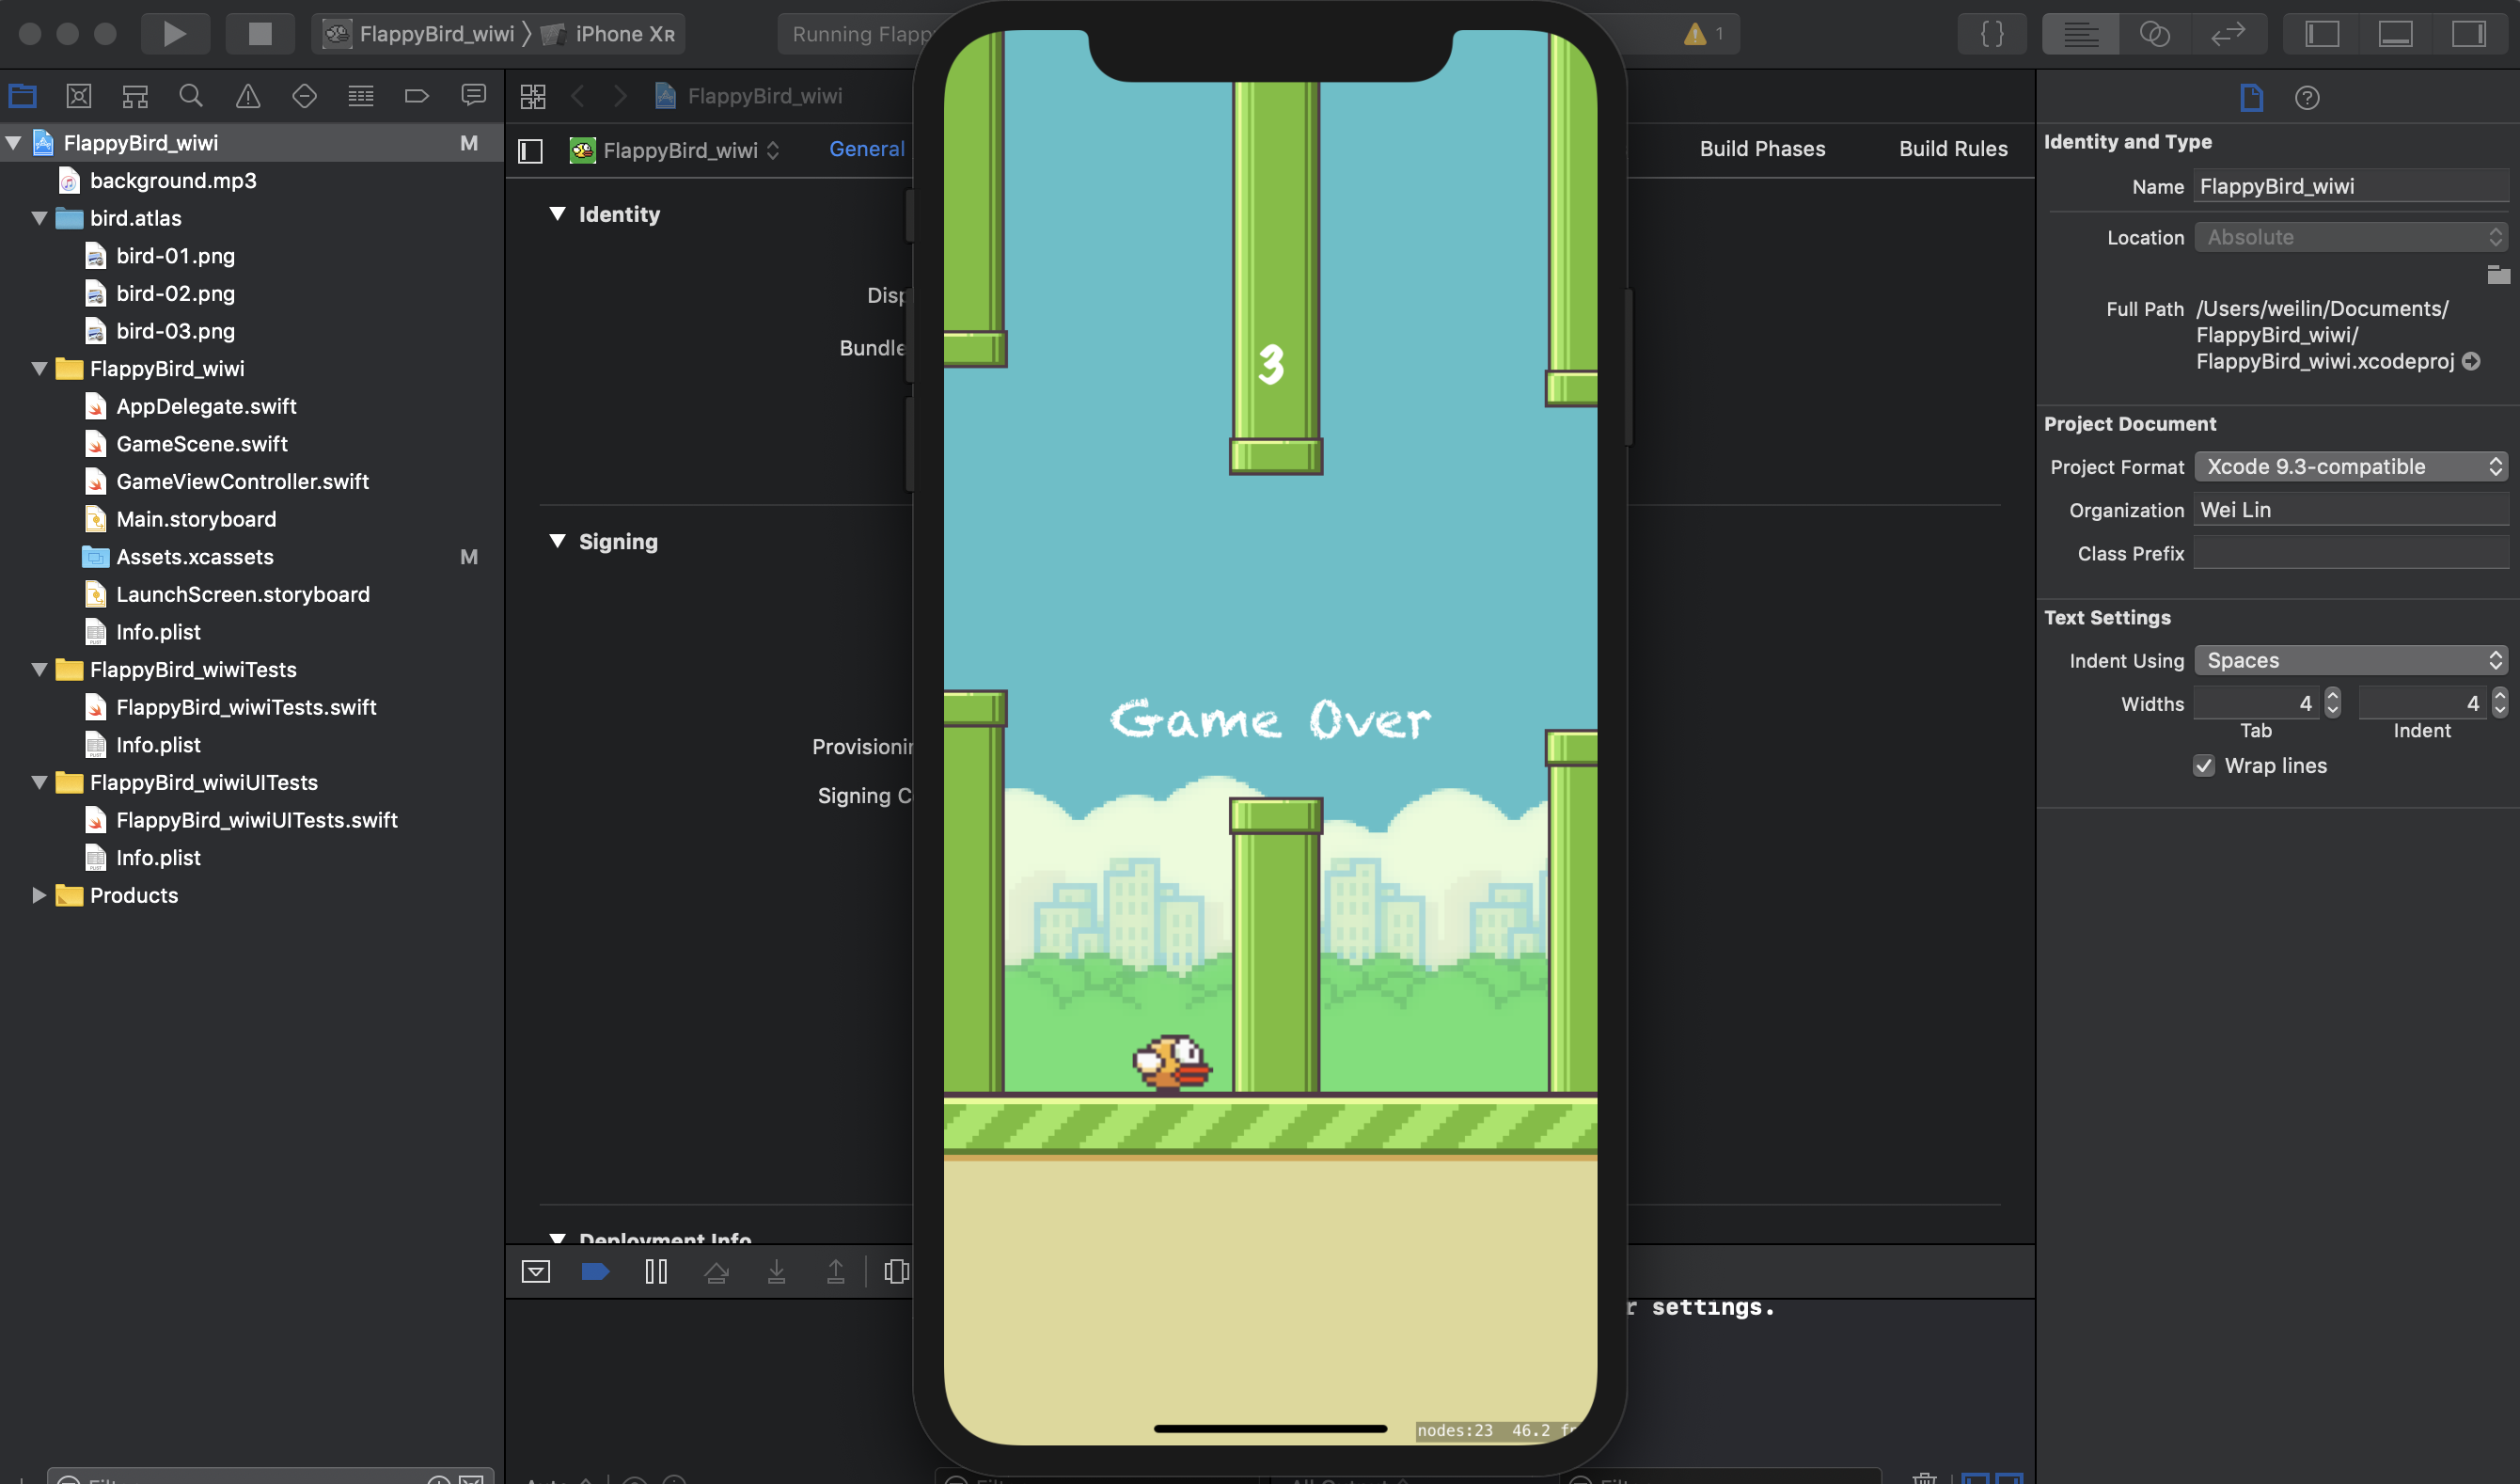 FlappyBird_wiwi
iPhone XR
Running Flappy
1
FlappyBird_wiwi
M
background.mp3
bird.atlas
bird-01.png
bird-02.png
bird-03.png
FlappyBird_wiwi
AppDelegate.swift
GameScene.swift
GameViewController.swift
Main.storyboard
Assets.xcassets
M
LaunchScreen.storyboard
Info.plist
FlappyBird_wiwiTests
FlappyBird_wiwiTests.swift
Info.plist
FlappyBird_wiwiUITests
FlappyBird_wiwiUITests.swift
Info.plist
Products
FlappyBird_wiwi
FlappyBird_wiwi
General
Build Phases
Build Rules
Identity
Disp
Bundle
Signing
Provisionin
Signing C
Deployment Info
r settings.
3
Game Over
nodes:23 46.2
Identity and Type
Name FlappyBird_wiwi
Location Absolute
Full Path /Users/weilin/Documents/
FlappyBird_wiwi/
FlappyBird_wiwi.xcodeproj
Project Document
Project Format Xcode 9.3-compatible
Organization Wei Lin
Class Prefix
Text Settings
Indent Using Spaces
Widths 4 4
Tab Indent
Wrap lines